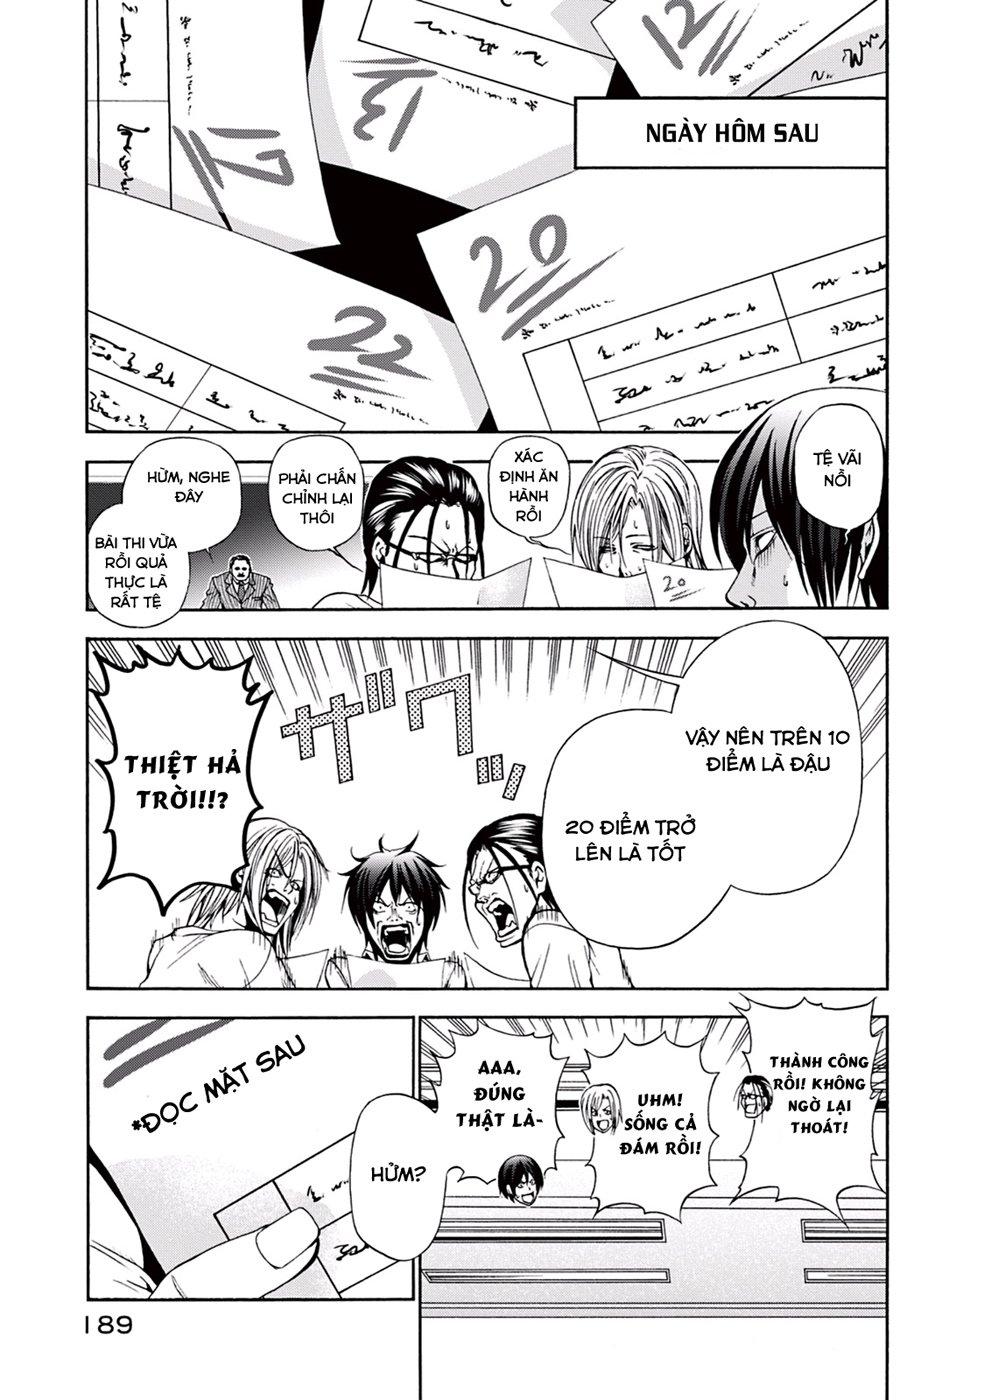 12
13
NGÀY HÔM SAU
12
20
22
TỆ VÃI
NỒI
XÁC
ĐỊNH ĂN
HÀNH
RỒI
20
PHẢI CHẤN
CHỈNH LẠI
THÔI
HỪM, NGHE
ĐÂY
BÀI THI VỪA
RỒI QUẢ
THỰC LÀ
RẤT TỆ
VẬY NÊN TRÊN 10
ĐIỂM LÀ ĐẬU
20 ĐIỂM TRỞ
LÊN LÀ TỐT
ザワッ
THIỆT HẢ
TRỜI!!!?
THÀNH CÔNG
RỒI! KHÔNG
NGỜ LẠI
THOÁT!
UHM!
SỐNG CẢ
ĐÁM RỒI!
AAA,
ĐÚNG
THẬT LÀ-
HỬM?
*ĐỌC MẶT SAU
189